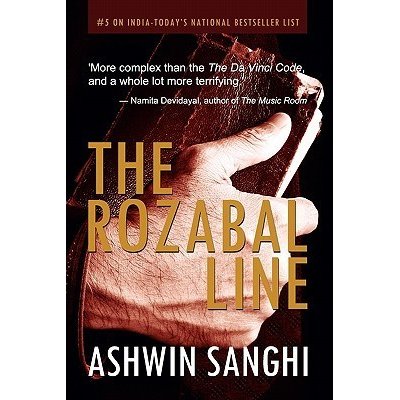 #5 ON INDIA-TODAY'S NATIONAL BESTSELLER LIST
'More complex than the The Da Vinci Code,
and a whole lot more terrifying.'
— Namita Devidayal, author of The Music Room
THE
ROZABAL
LINE
ASHWIN SANGHI